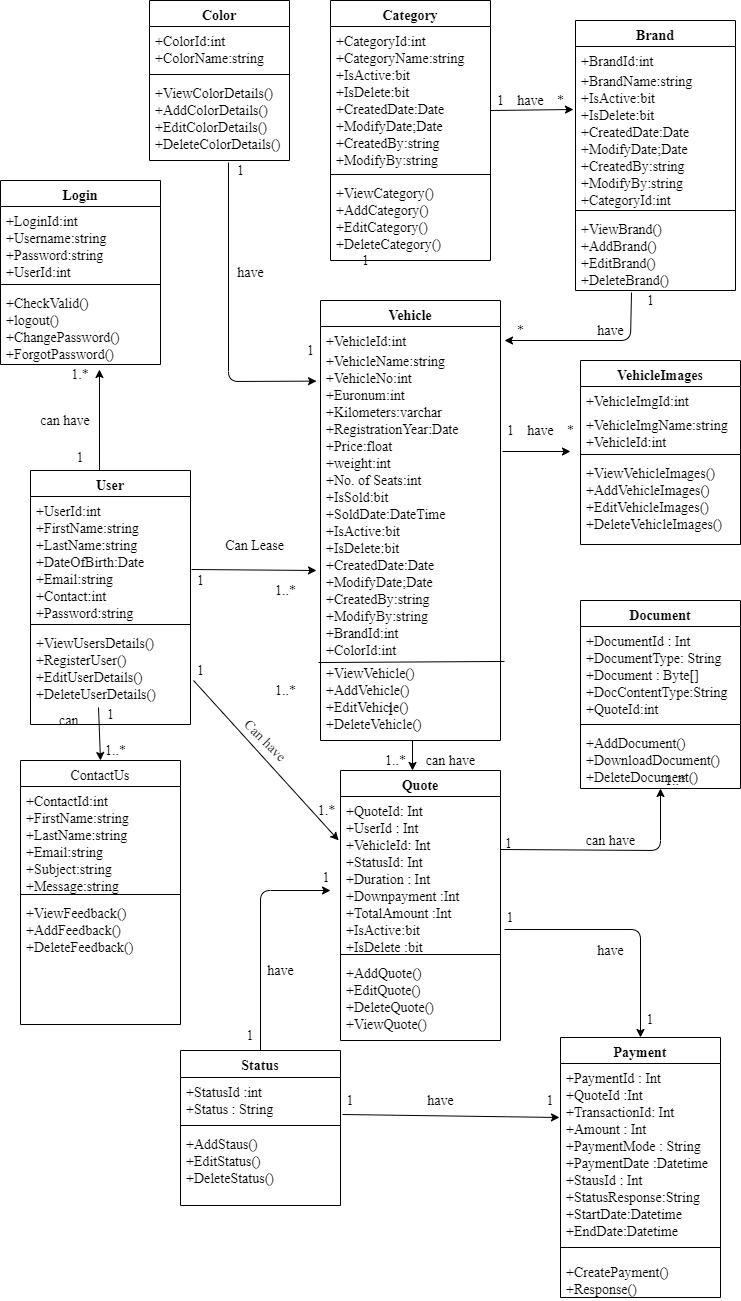 Color
+ColorId:int
+ColorName:string
+ViewColorDetails()
+AddColorDetails()
+EditColorDetails()
+DeleteColorDetails()
1
have
1
Category
+CategoryId:int
+CategoryName:string
+IsActive:bit
+IsDelete:bit
+CreatedDate:Date
+ModifyDate;Date
+CreatedBy:string
+ModifyBy:string
+ViewCategory()
+AddCategory()
+EditCategory()
+DeleteCategory()
1
1 have *
Brand
+BrandId:int
+BrandName:string
+IsActive:bit
+IsDelete:bit
+CreatedDate:Date
+ModifyDate;Date
+CreatedBy:string
+ModifyBy:string
+CategoryId:int
+ViewBrand()
+AddBrand()
+EditBrand()
+DeleteBrand()
1
have
*
Login
+LoginId:int
+Username:string
+Password:string
+UserId:int
+CheckValid()
+logout()
+ChangePassword()
+ForgotPassword()
1.*
can have
1
Vehicle
+VehicleId:int
+VehicleName:string
+VehicleNo:int
+Euronum:int
+Kilometers:varchar
+RegistrationYear:Date
+Price:float
+weight:int
+No. of Seats:int
+IsSold:bit
+SoldDate:DateTime
+IsActive:bit
+IsDelete:bit
+CreatedDate:Date
+ModifyDate;Date
+CreatedBy:string
+ModifyBy:string
+BrandId:int
+ColorId:int
+ViewVehicle()
+AddVehicle()
+EditVehicle()
+DeleteVehicle()
1 have *
VehicleImages
+VehicleImgId:int
+VehicleImgName:string
+VehicleId:int
+ViewVehicleImages()
+AddVehicleImages()
+EditVehicleImages()
+DeleteVehicleImages()
User
+UserId:int
+FirstName:string
+LastName:string
+DateOfBirth:Date
+Email:string
+Contact:int
+Password:string
+ViewUsersDetails()
+RegisterUser()
+EditUserDetails()
+DeleteUserDetails()
Can Lease
1
1..*
1
1..*
Can have
1.*
can
1
1..*
1
1..* can have
Document
+DocumentId : Int
+DocumentType: String
+Document : Byte[]
+DocContentType:String
+QuoteId:int
+AddDocument()
+DownloadDocument()
+DeleteDocument()
1..*
can have
1
ContactUs
+ContactId:int
+FirstName:string
+LastName:string
+Email:string
+Subject:string
+Message:string
+ViewFeedback()
+AddFeedback()
+DeleteFeedback()
Quote
+QuoteId: Int
+UserId : Int
+VehicleId: Int
+StatusId: Int
+Duration : Int
+Downpayment :Int
+TotalAmount :Int
+IsActive:bit
+IsDelete :bit
+AddQuote()
+EditQuote()
+DeleteQuote()
+ViewQuote()
1
have
1
1
have
1
Status
+StatusId :int
+Status : String
+AddStaus()
+EditStatus()
+DeleteStatus()
1 have 1
Payment
+PaymentId : Int
+QuoteId :Int
+TransactionId: Int
+Amount : Int
+PaymentMode : String
+PaymentDate :Datetime
+StausId : Int
+StatusResponse:String
+StartDate:Datetime
+EndDate:Datetime
+CreatePayment()
+Response()